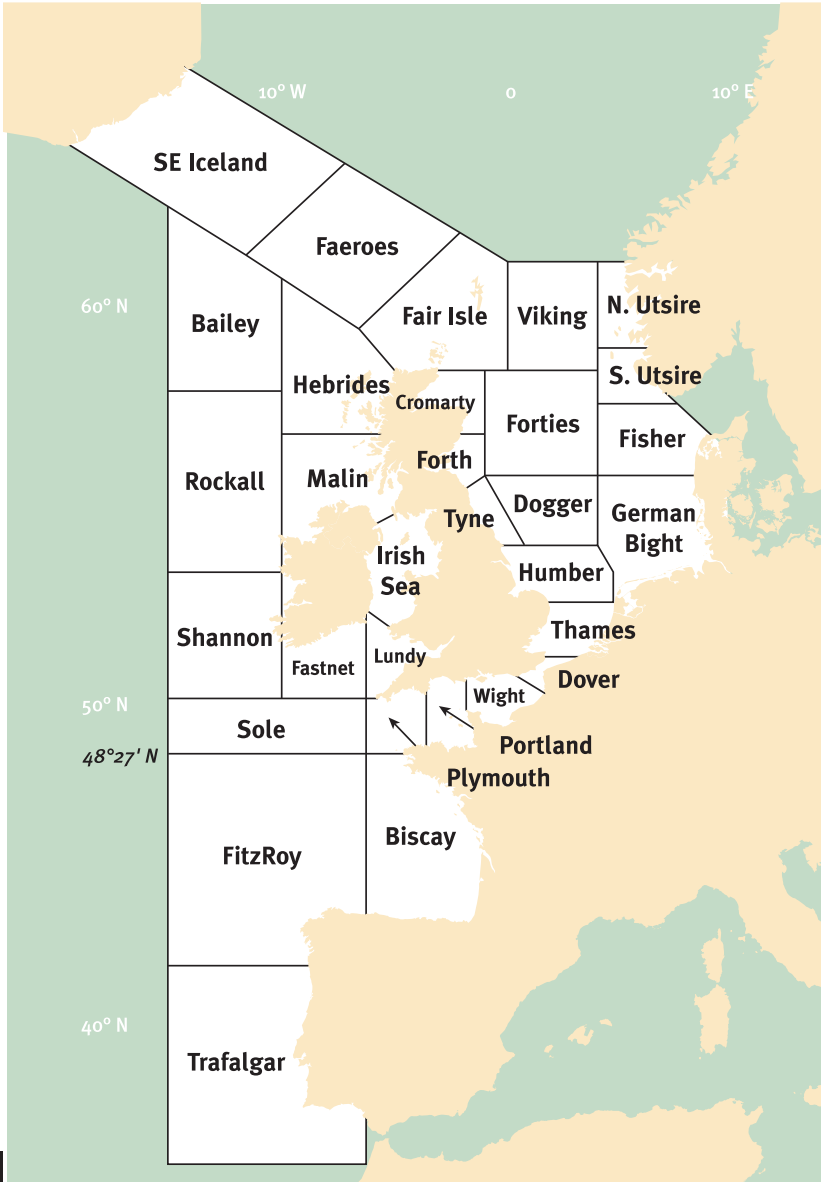 10° W
0
10° E
SE Iceland
Faeroes
60° N
Bailey
Fair Isle
Viking
N. Utsire
Hebrides
Cromarty
S. Utsire
Forties
Fisher
Rockall
Malin
Forth
Dogger
Tyne
German
Bight
Irish
Sea
Humber
Shannon
Fastnet
Lundy
Thames
Dover
Wight
50° N
Sole
Portland
48°27' N
Plymouth
FitzRoy
Biscay
40° N
Trafalgar